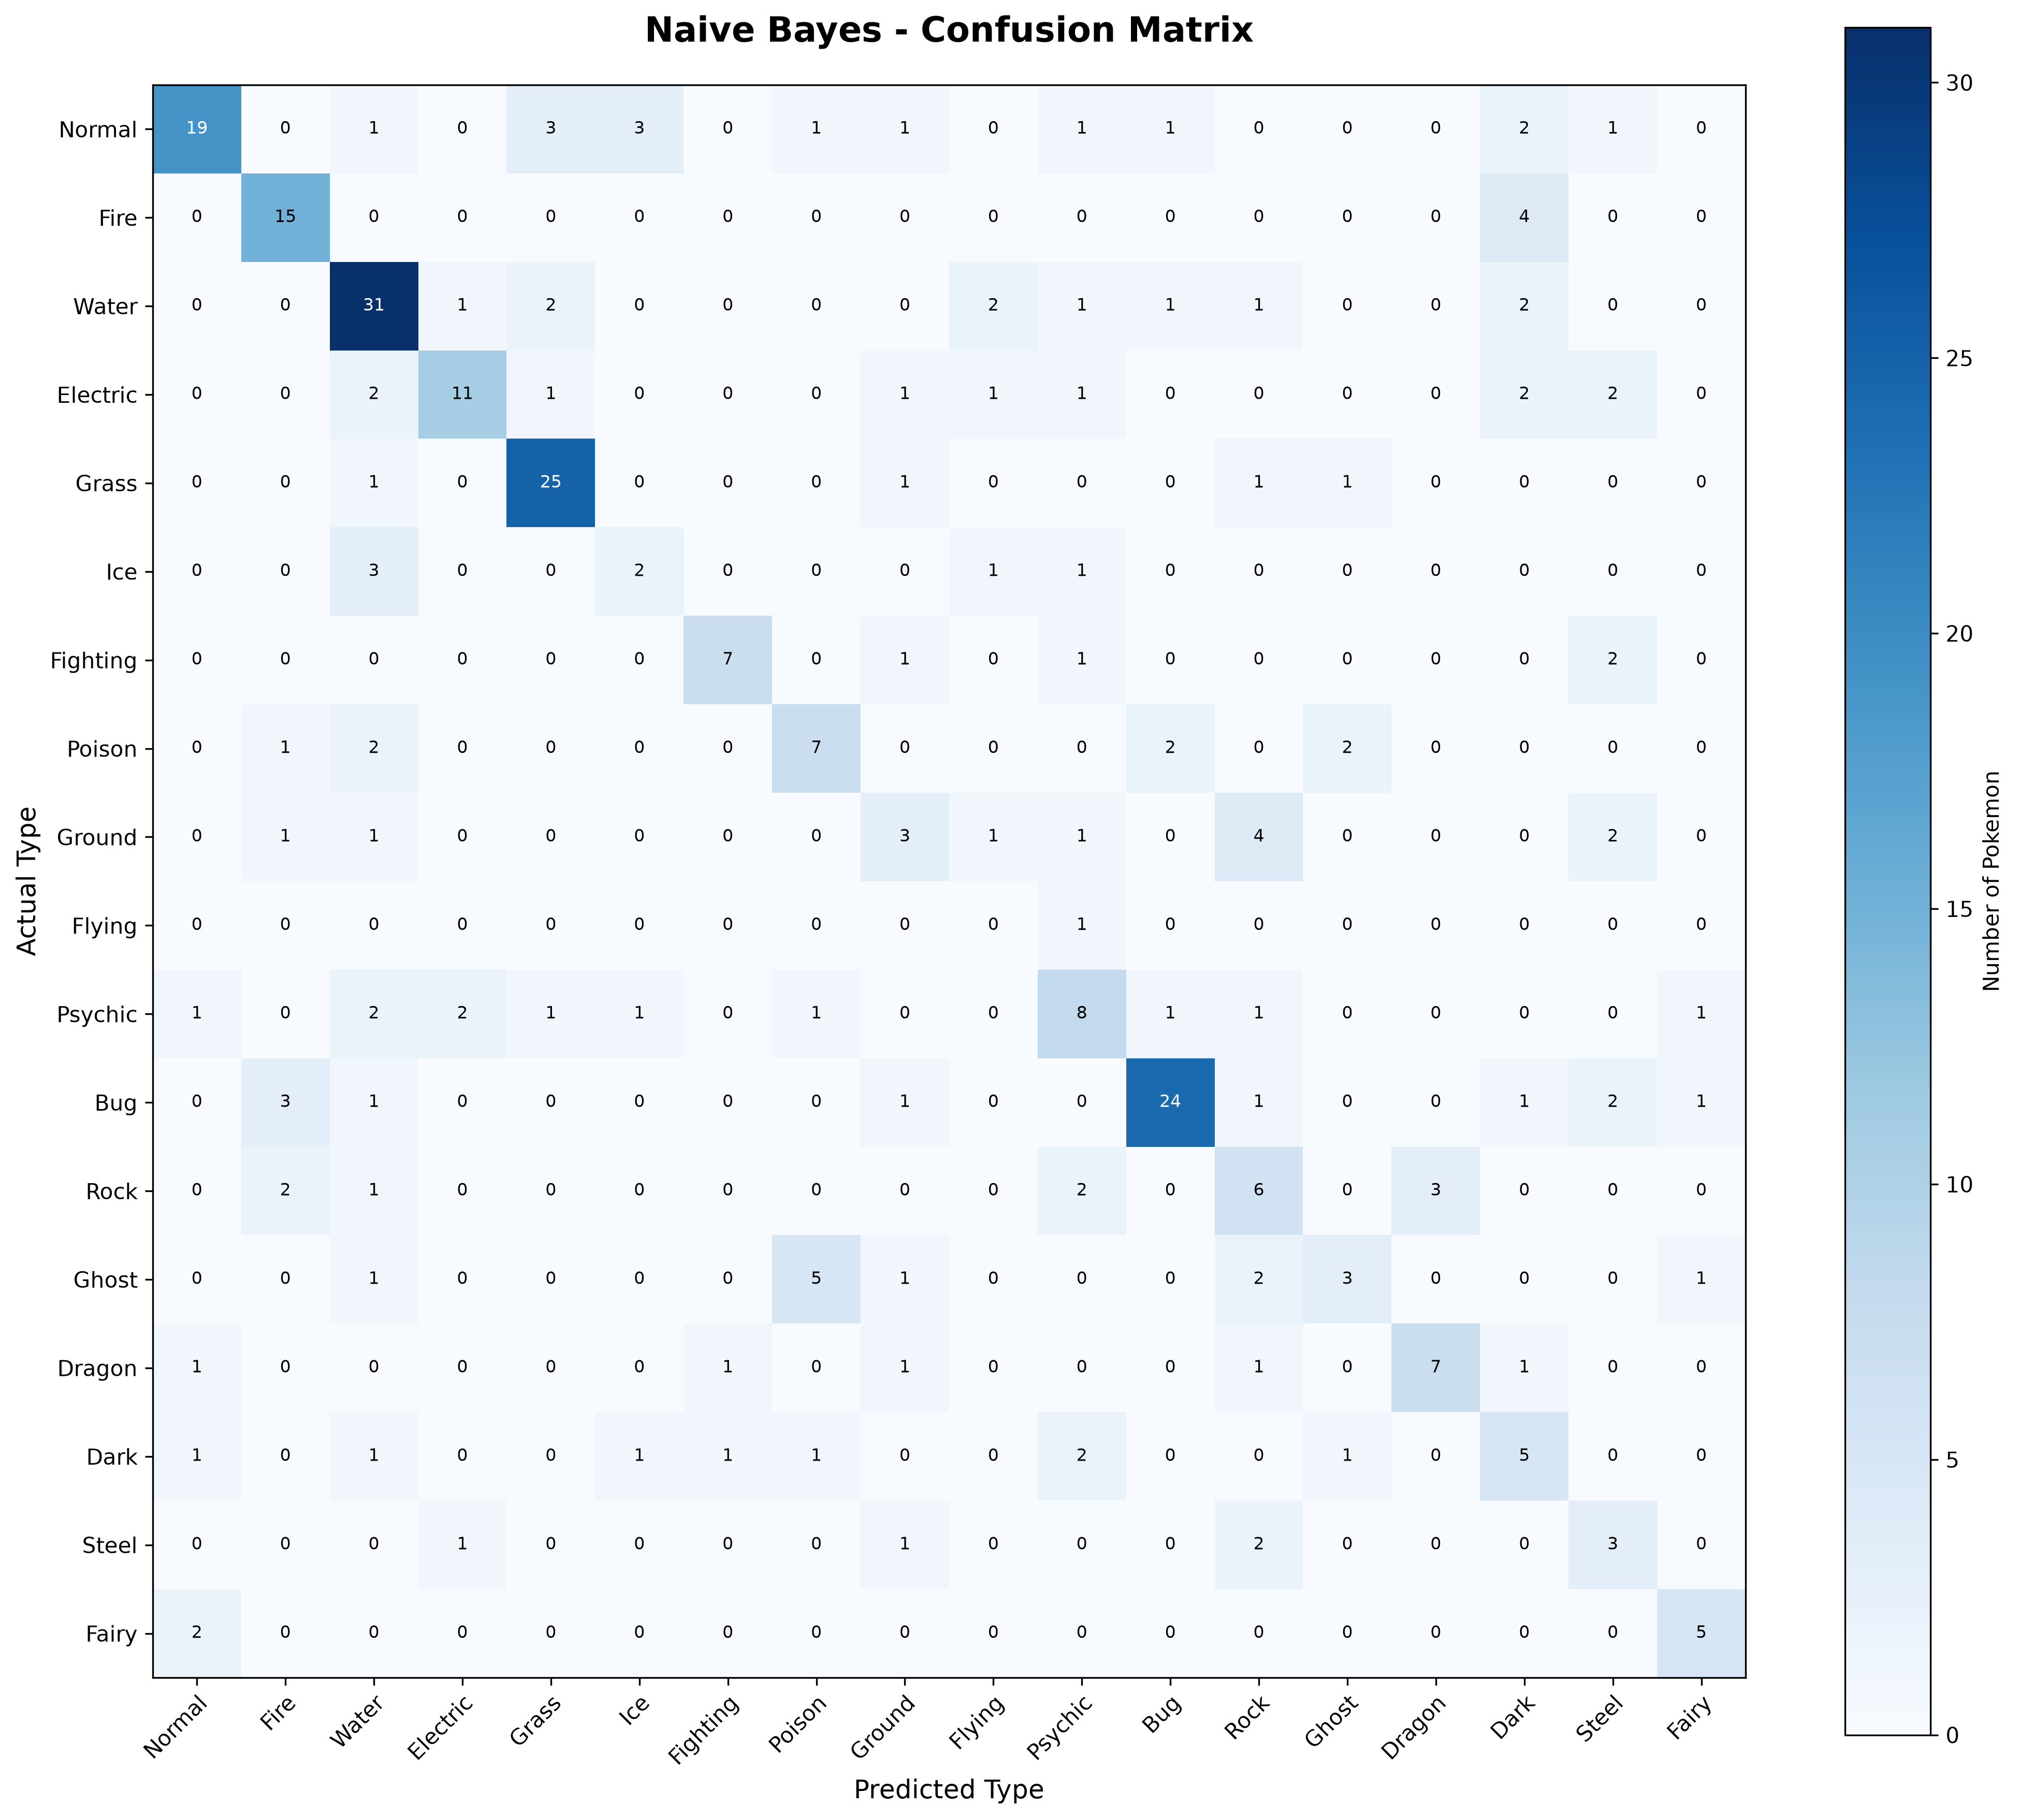 Naive Bayes - Confusion Matrix
Normal 19 0 1 0 3 3 0 1 1 0 1 1 0 0 0 2 1 0
Fire 0 15 0 0 0 0 0 0 0 0 0 0 0 0 0 4 0 0
Water 0 0 31 1 2 0 0 0 0 2 1 1 1 0 0 2 0 0
Electric 0 0 2 11 1 0 0 0 1 1 1 0 0 0 0 2 2 0
Grass 0 0 1 0 25 0 0 0 1 0 0 0 1 1 0 0 0 0
Ice 0 0 3 0 0 2 0 0 0 1 1 0 0 0 0 0 0 0
Fighting 0 0 0 0 0 0 7 0 1 0 1 0 0 0 0 0 2 0
Poison 0 1 2 0 0 0 0 7 0 0 0 2 0 2 0 0 0 0
Ground 0 1 1 0 0 0 0 0 3 1 1 0 4 0 0 0 2 0
Flying 0 0 0 0 0 0 0 0 0 0 1 0 0 0 0 0 0 0
Psychic 1 0 2 2 1 1 0 1 0 0 8 1 1 0 0 0 0 1
Bug 0 3 1 0 0 0 0 0 1 0 0 24 1 0 0 1 2 1
Rock 0 2 1 0 0 0 0 0 0 0 2 0 6 0 3 0 0 0
Ghost 0 0 1 0 0 0 0 5 1 0 0 0 2 3 0 0 0 1
Dragon 1 0 0 0 0 0 1 0 1 0 0 0 1 0 7 1 0 0
Dark 1 0 1 0 0 1 1 1 0 0 2 0 0 1 0 5 0 0
Steel 0 0 0 1 0 0 0 0 1 0 0 0 2 0 0 0 3 0
Fairy 2 0 0 0 0 0 0 0 0 0 0 0 0 0 0 0 0 5
Actual Type
Normal Fire Water Electric Grass Ice Fighting Poison Ground Flying Psychic Bug Rock Ghost Dragon Dark Steel Fairy
Predicted Type
30
25
20
15
10
5
0
Number of Pokemon